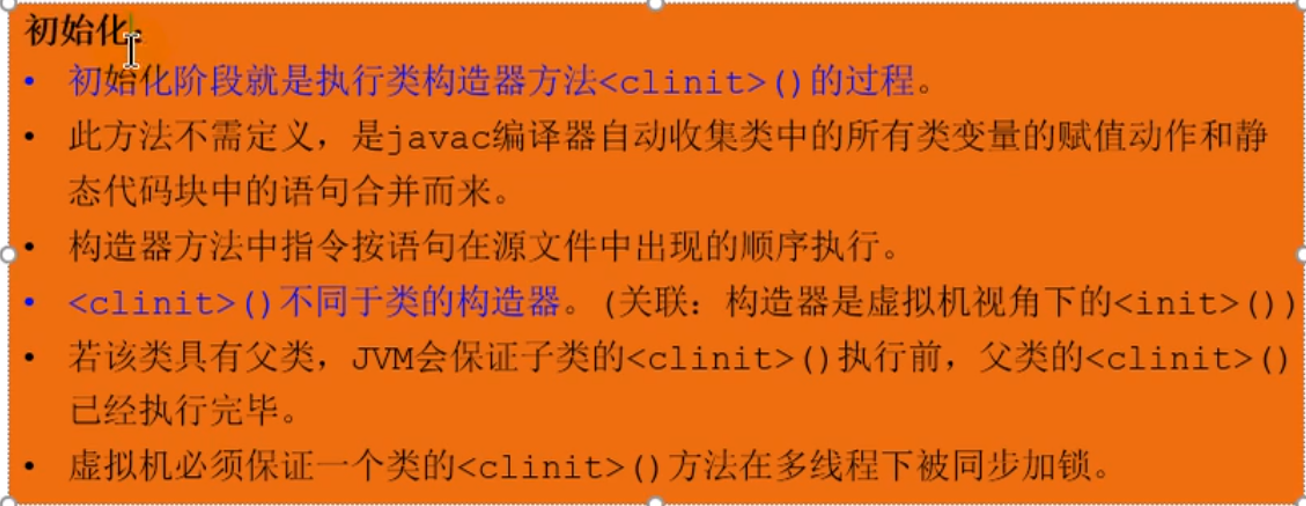 初始化:
• 初始化阶段就是执行类构造器方法<clinit>()的过程。
• 此方法不需定义，是javac编译器自动收集类中的所有类变量的赋值动作和静
态代码块中的语句合并而来。
• 构造器方法中指令按语句在源文件中出现的顺序执行。
• <clinit>()不同于类的构造器。(关联：构造器是虚拟机视角下的<init>())
• 若该类具有父类，JVM会保证子类的<clinit>()执行前，父类的<clinit>()
已经执行完毕。
• 虚拟机必须保证一个类的<clinit>()方法在多线程下被同步加锁。